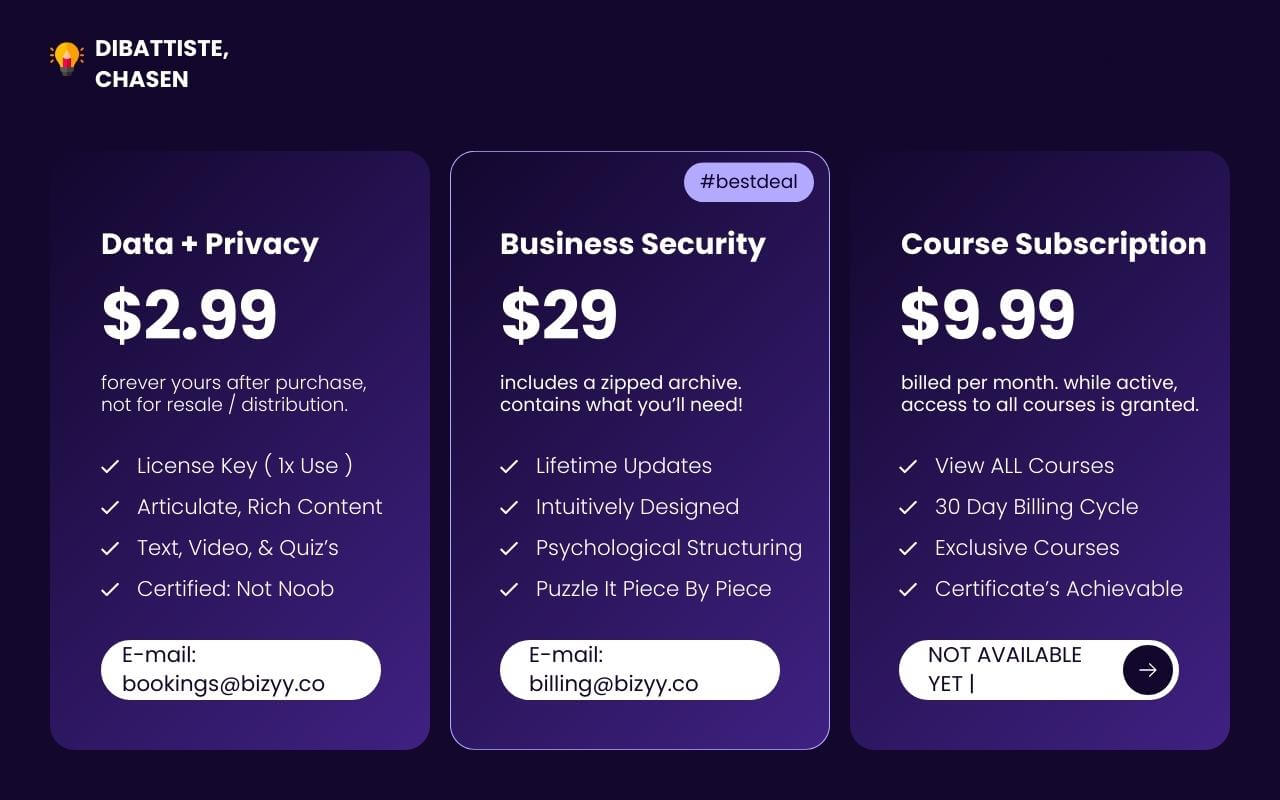 DIBATTISTE,
CHASEN
Data + Privacy
$2.99
forever yours after purchase,
not for resale / distribution.
License Key ( 1x Use )
Articulate, Rich Content
Text, Video, & Quiz’s
Certified: Not Noob
E-mail:
bookings@bizyy.co
#bestdeal
Business Security
$29
includes a zipped archive.
contains what you’ll need!
Lifetime Updates
Intuitively Designed
Psychological Structuring
Puzzle It Piece By Piece
E-mail:
billing@bizyy.co
Course Subscription
$9.99
billed per month. while active,
access to all courses is granted.
View ALL Courses
30 Day Billing Cycle
Exclusive Courses
Certificate’s Achievable
NOT AVAILABLE
YET |